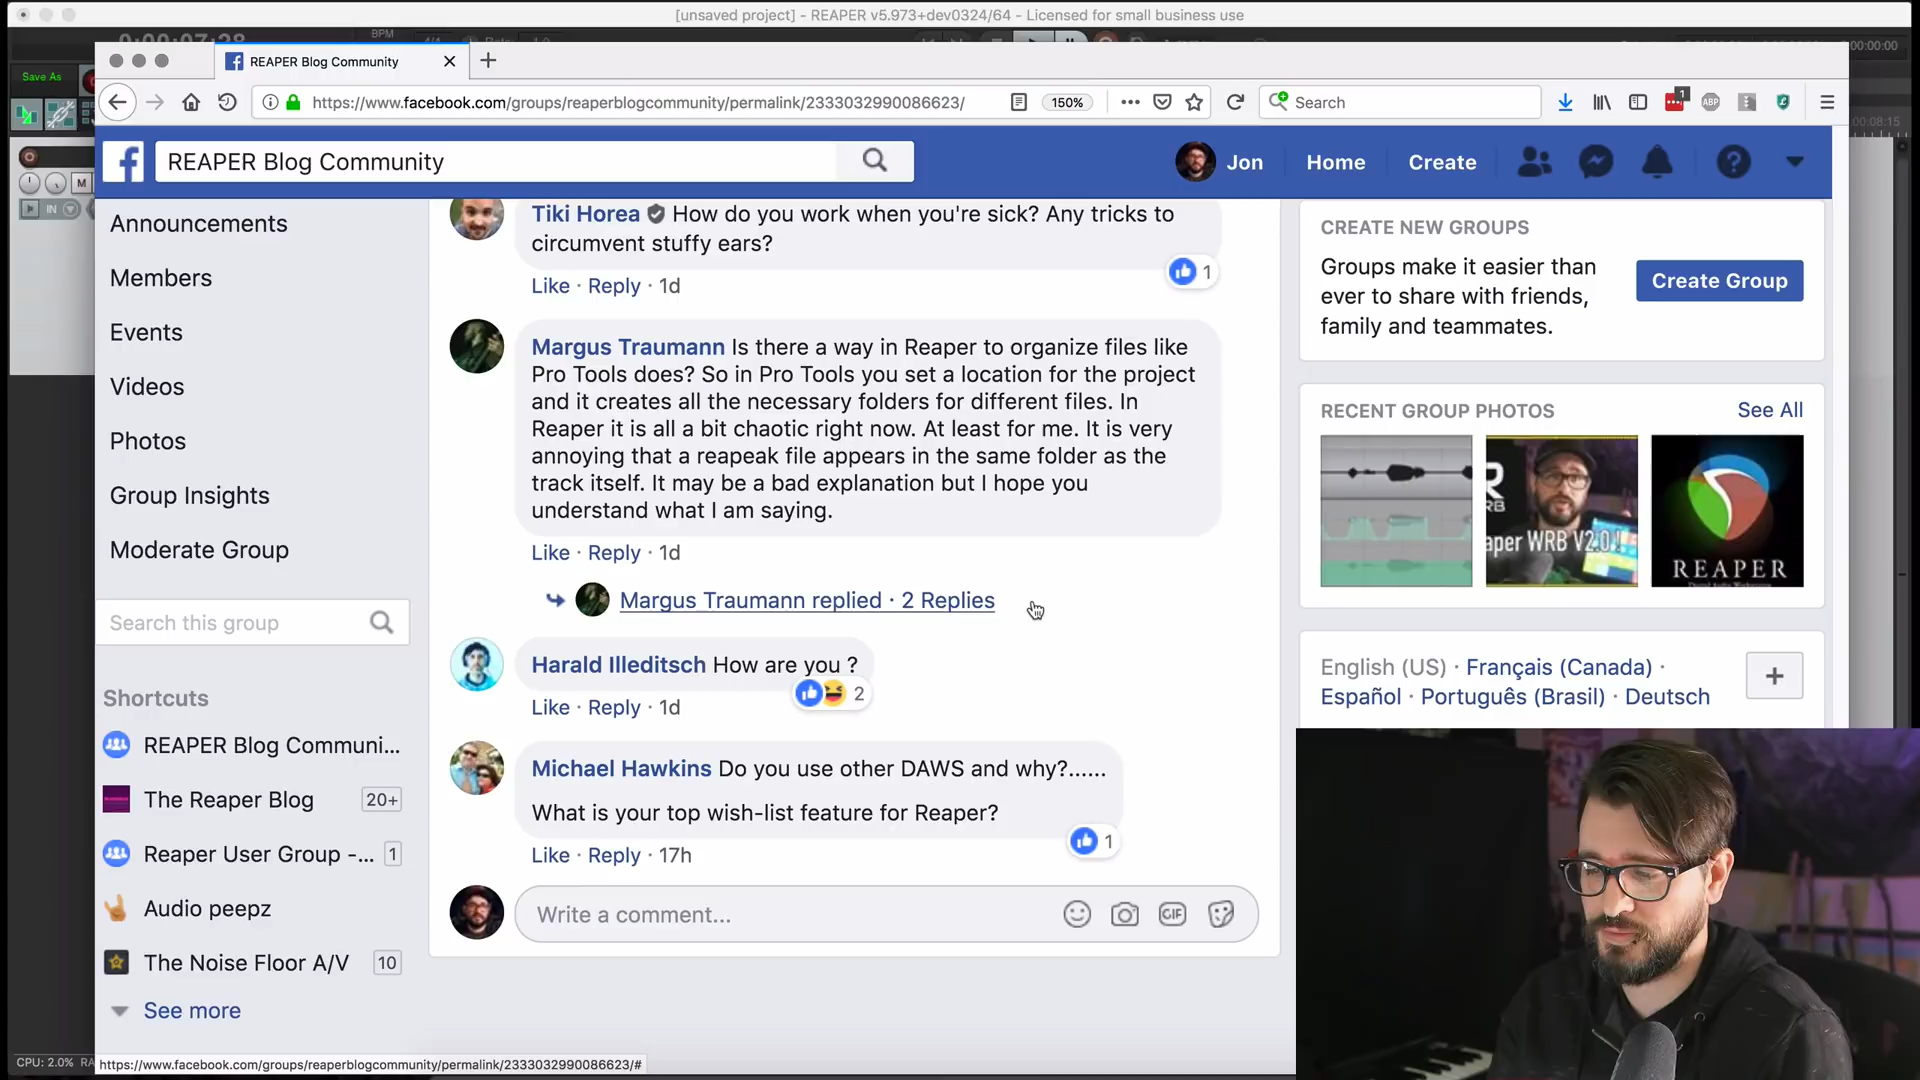 [unsaved project] - REAPER v5.973+dev0324/64 - Licensed for small business use
BPM
Save As
REAPER Blog Community
https://www.facebook.com/groups/reaperblogcommunity/permalink/2333032990086623/
150%
Search
1
ABP
REAPER Blog Community
Jon
Home
Create
M
IN
Announcements
Members
Events
Videos
Photos
Group Insights
Moderate Group
Search this group
Shortcuts
REAPER Blog Communi...
The Reaper Blog
20+
Reaper User Group -...
1
Audio peepz
The Noise Floor A/V
10
See more
Tiki Horea How do you work when you're sick? Any tricks to
circumvent stuffy ears?
1
Like · Reply · 1d
Margus Traumann Is there a way in Reaper to organize files like
Pro Tools does? So in Pro Tools you set a location for the project
and it creates all the necessary folders for different files. In
Reaper it is all a bit chaotic right now. At least for me. It is very
annoying that a reapeak file appears in the same folder as the
track itself. It may be a bad explanation but I hope you
understand what I am saying.
Like · Reply · 1d
Margus Traumann replied · 2 Replies
Harald Illeditsch How are you ?
2
Like · Reply · 1d
Michael Hawkins Do you use other DAWS and why?......
What is your top wish-list feature for Reaper?
1
Like · Reply · 17h
Write a comment...
GIF
CREATE NEW GROUPS
Groups make it easier than
ever to share with friends,
family and teammates.
Create Group
RECENT GROUP PHOTOS
See All
aper WRB V2.0!
REAPER
English (US) · Français (Canada) ·
Español · Português (Brasil) · Deutsch
CPU: 2.0%
https://www.facebook.com/groups/reaperblogcommunity/permalink/2333032990086623/#